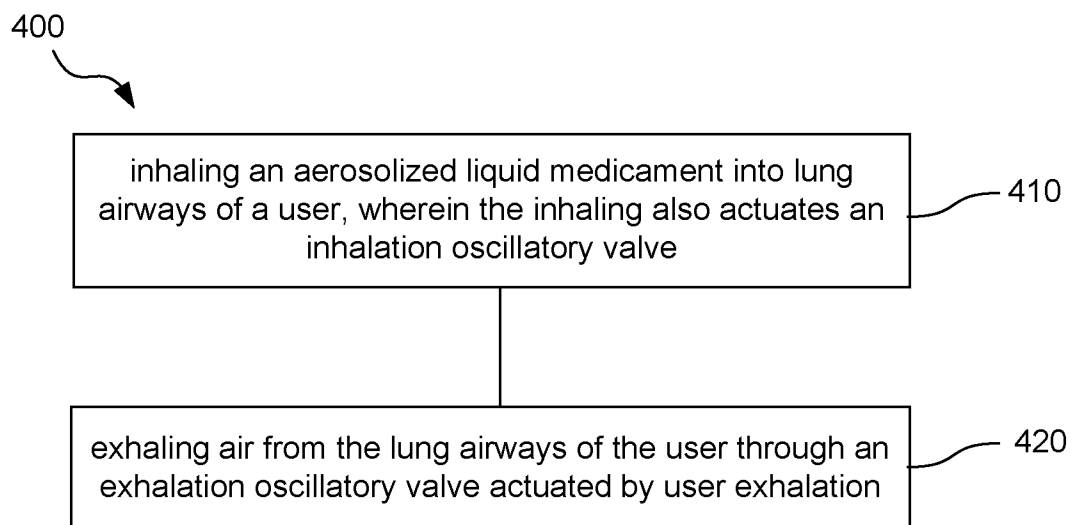 400
inhaling an aerosolized liquid medicament into lung
airways of a user, wherein the inhaling also actuates an
inhalation oscillatory valve
410
exhaling air from the lung airways of the user through an
exhalation oscillatory valve actuated by user exhalation
420